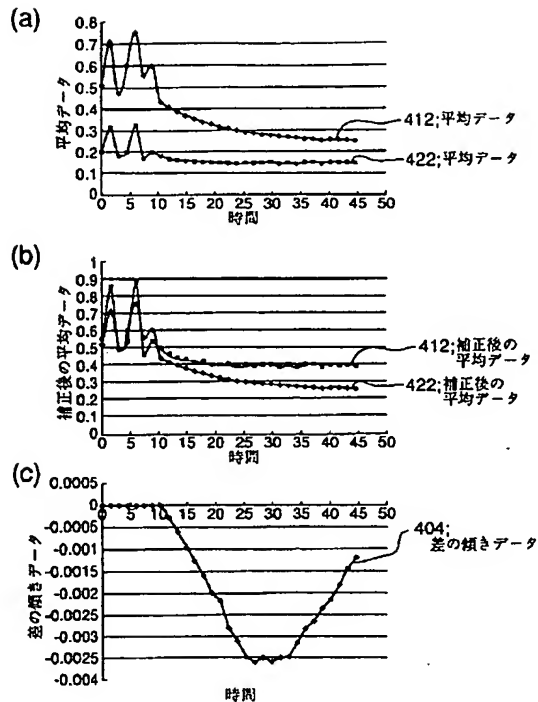 (a)
平均データ
0.8
0.7
0.6
0.5
0.4
0.3
0.2
0.1
0
412;平均データ
422;平均データ
0 5 10 15 20 25 30 35 40 45 50
時間
(b)
補正後の平均データ
1
0.9
0.8
0.7
0.6
0.5
0.4
0.3
0.2
0.1
0
412;補正後の
平均データ
422;補正後の
平均データ
0 5 10 15 20 25 30 35 40 45 50
時間
(c)
差の傾きデータ
0.0005
0
-0.0005
-0.001
-0.0015
-0.002
-0.0025
-0.003
-0.0025
-0.004
0 5 10 15 20 25 30 35 40 45 50
404;
差の傾きデータ
時間